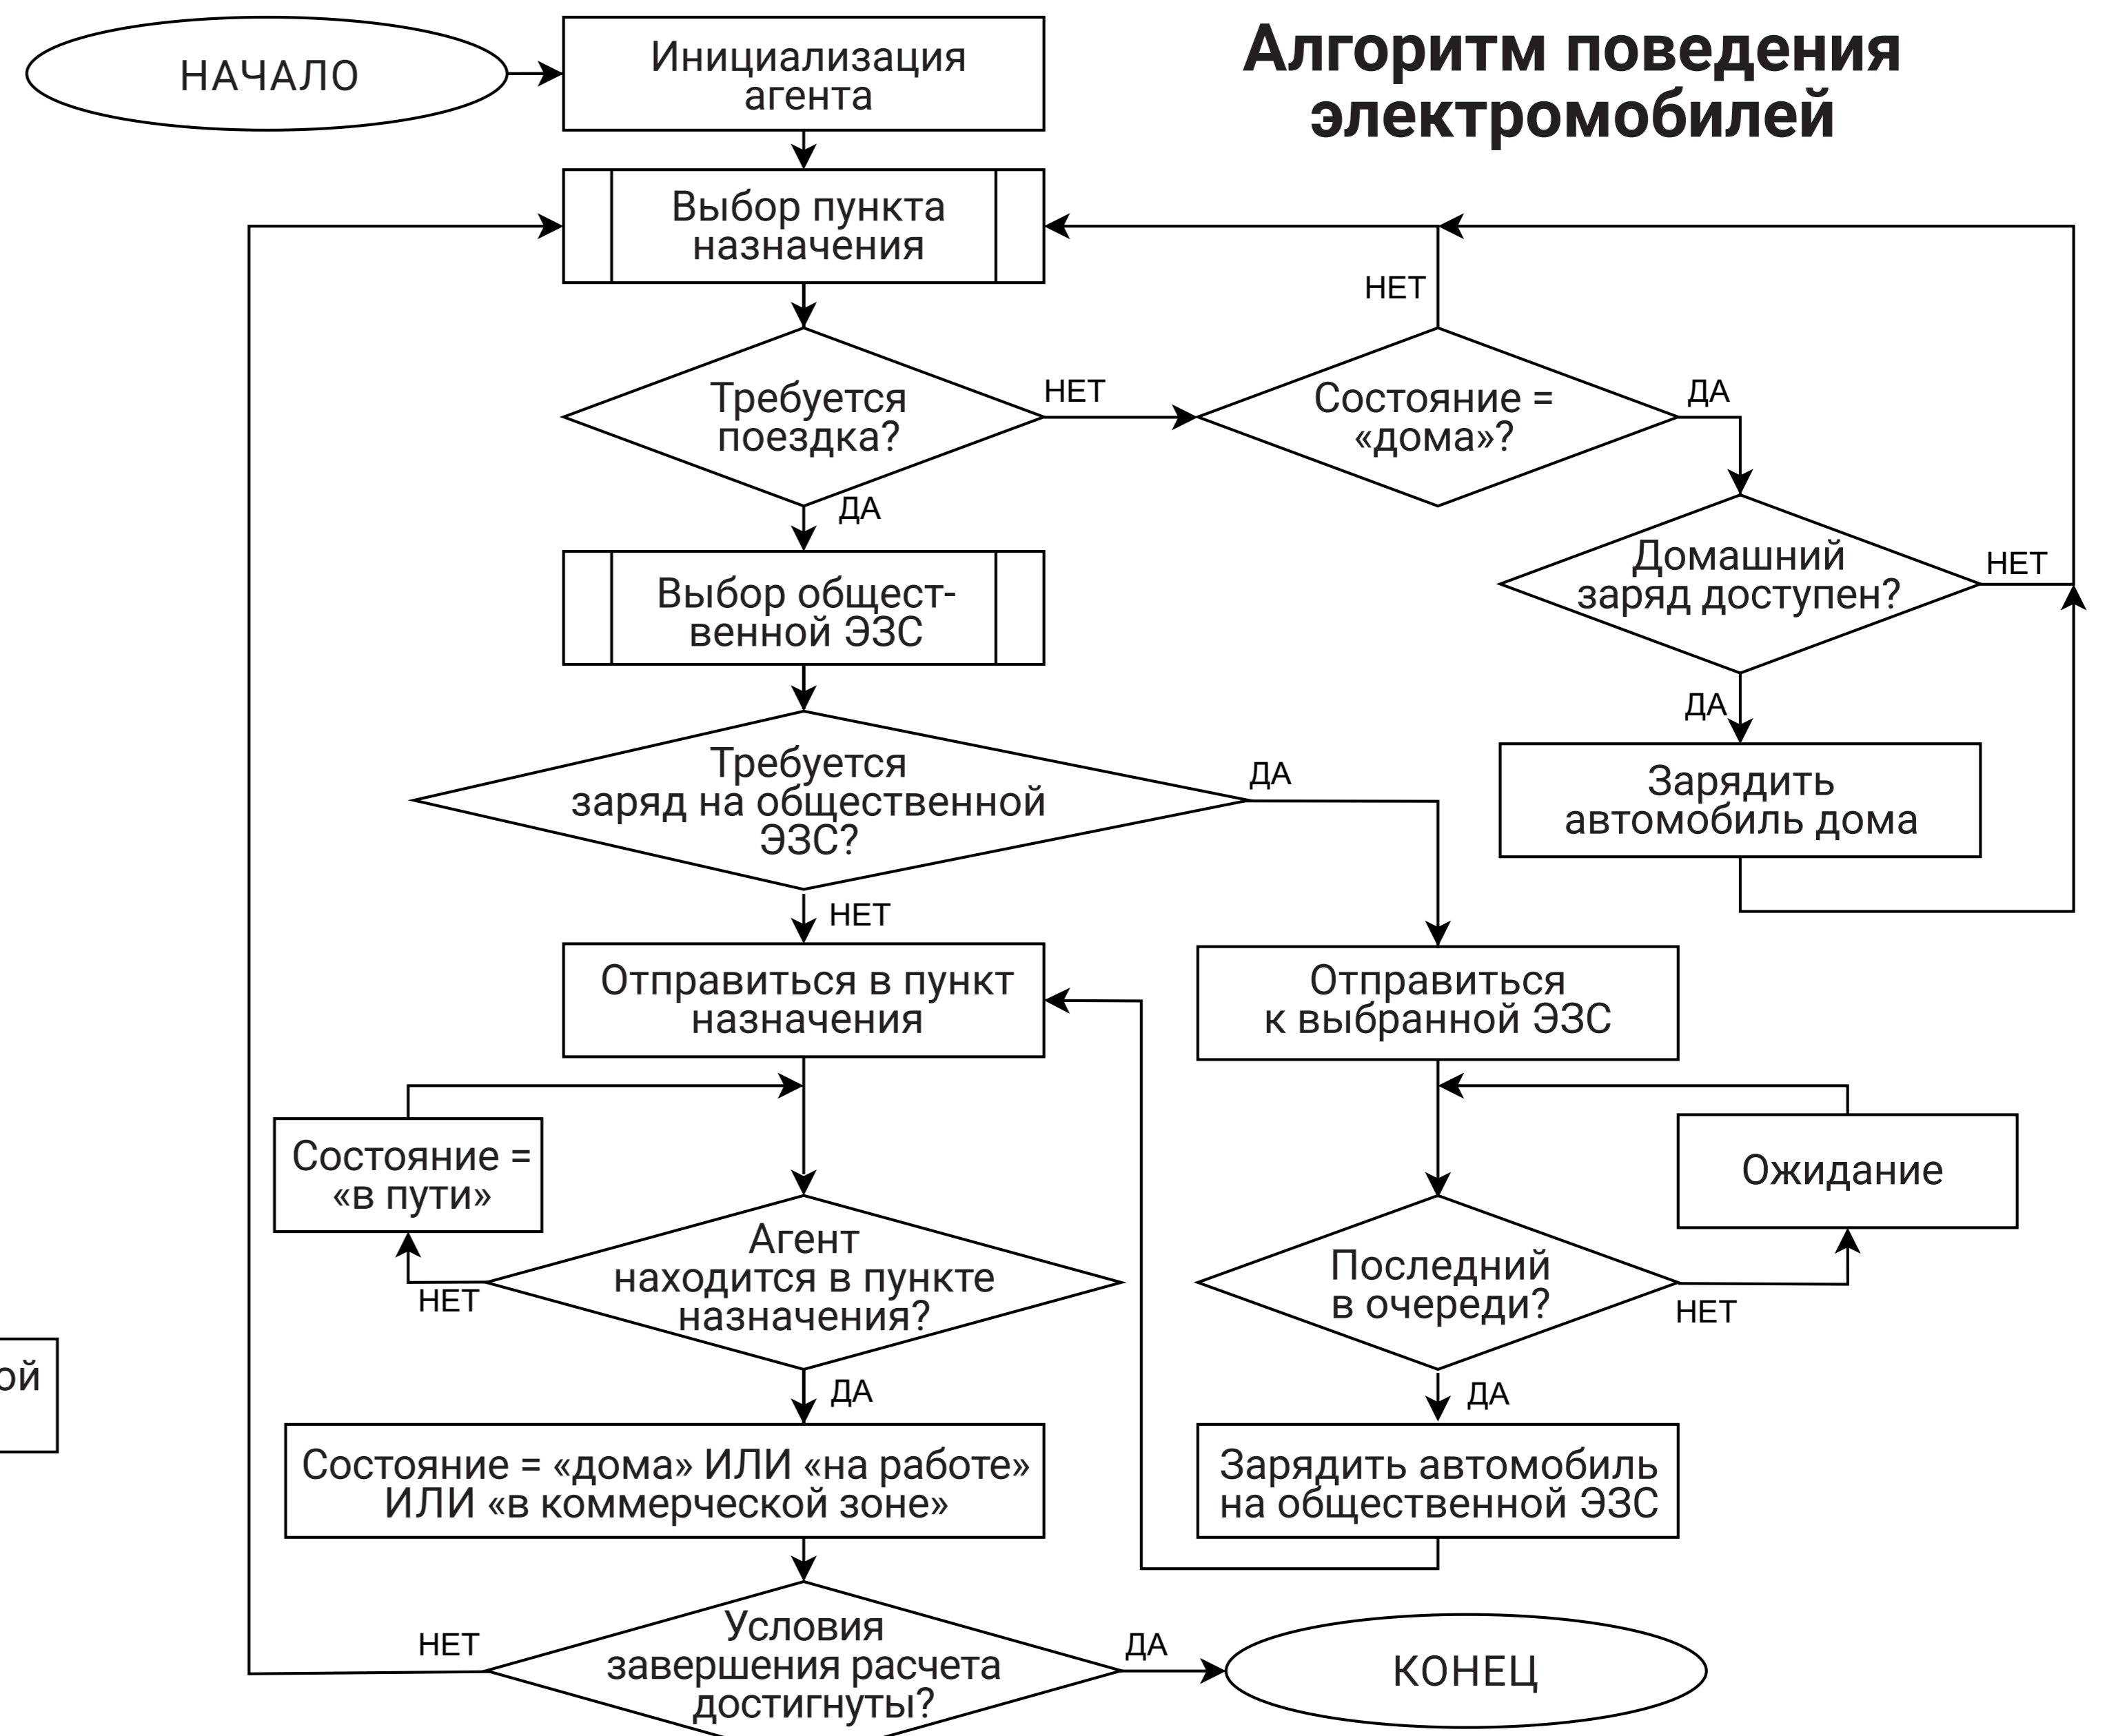 НАЧАЛО
Инициализация
агента
Алгоритм поведения
электромобилей
Выбор пункта
назначения
НЕТ
Требуется
поездка?
НЕТ
Состояние =
«дома»?
ДА
ДА
Домашний
заряд доступен?
НЕТ
Выбор общест-
венной ЭЗС
ДА
Требуется
заряд на общественной
ЭЗС?
ДА
Зарядить
автомобиль дома
НЕТ
Отправиться в пункт
назначения
Отправиться
к выбранной ЭЗС
Состояние =
«в пути»
Ожидание
Агент
находится в пункте
назначения?
НЕТ
Последний
в очереди?
НЕТ
ой
ДА
ДА
Состояние = «дома» ИЛИ «на работе»
ИЛИ «в коммерческой зоне»
Зарядить автомобиль
на общественной ЭЗС
НЕТ
Условия
завершения расчета
достигнуты?
ДА
КОНЕЦ